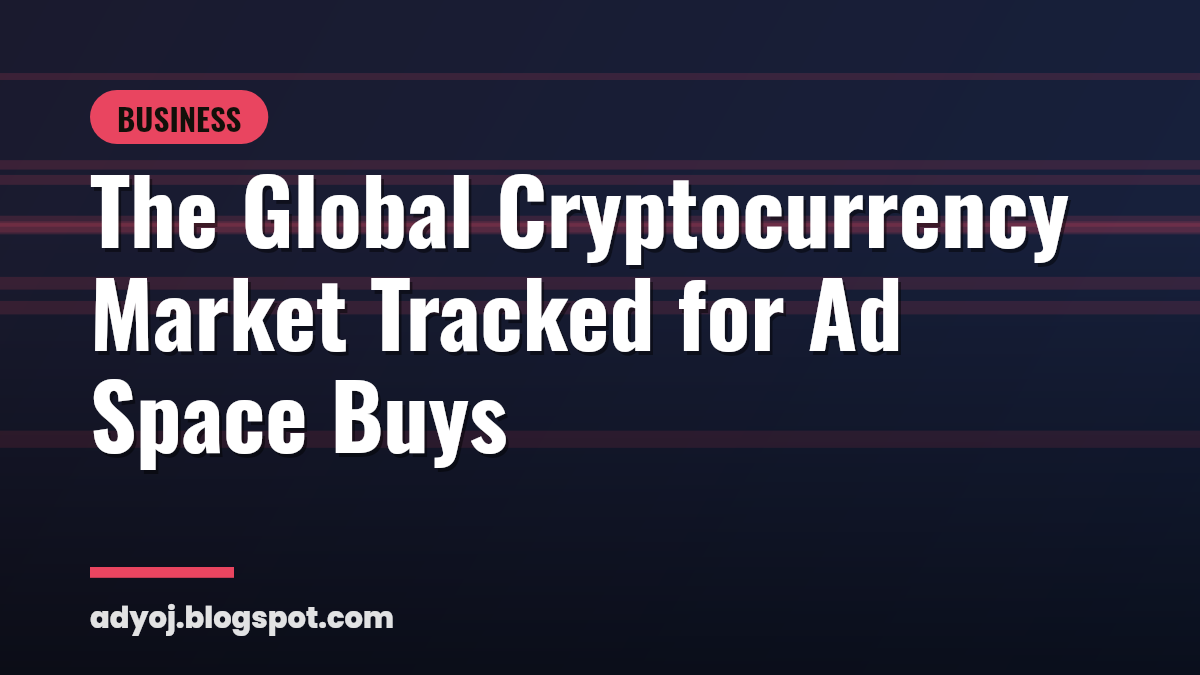 BUSINESS
The Global Cryptocurrency
Market Tracked for Ad
Space Buys
adyoj.blogspot.com